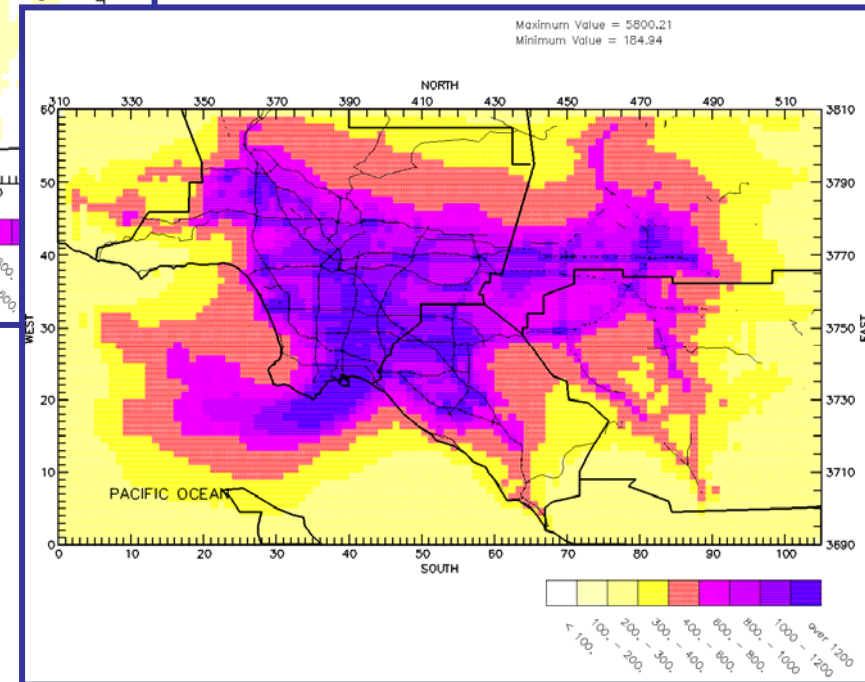 Maximum Value = 5800.21
Minimum Value = 184.94
NORTH
310 330 350 370 390 410 430 450 470 490 510
60 3810
50 3790
40 3770
WEST 30 3750 EAST
20 3730
10 3710
PACIFIC OCEAN
0 3690
0 10 20 30 40 50 60 70 80 90 100
SOUTH
< 100.
100. - 200.
200. - 300.
300. - 400.
400. - 600.
600. - 800.
800. - 1000
1000 - 1200
over 1200